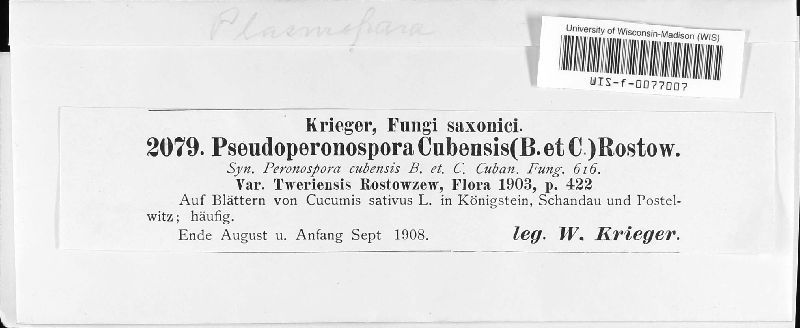 Plasmopara
University of Wisconsin-Madison (WIS)
WIS-f-0077007
Krieger, Fungi saxonici.
2079. Pseudoperonospora Cubensis (B. et C.) Rostow.
Syn. Peronospora cubensis B. et. C. Cuban. Fung. 616.
Var. Tweriensis Rostowzew, Flora 1903, p. 422
Auf Blättern von Cucumis sativus L. in Königstein, Schandau und Postel-
witz; häufig.
Ende August u. Anfang Sept 1908. leg. W. Krieger.